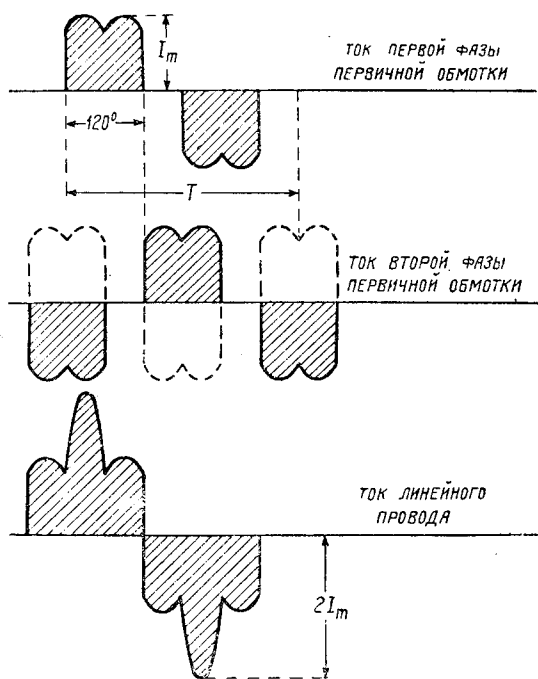 I_m
ТОК ПЕРВОЙ ФАЗЫ
ПЕРВИЧНОЙ ОБМОТКИ
120°
T
ТОК ВТОРОЙ ФАЗЫ
ПЕРВИЧНОЙ ОБМОТКИ
ТОК ЛИНЕЙНОГО
ПРОВОДА
2I_m